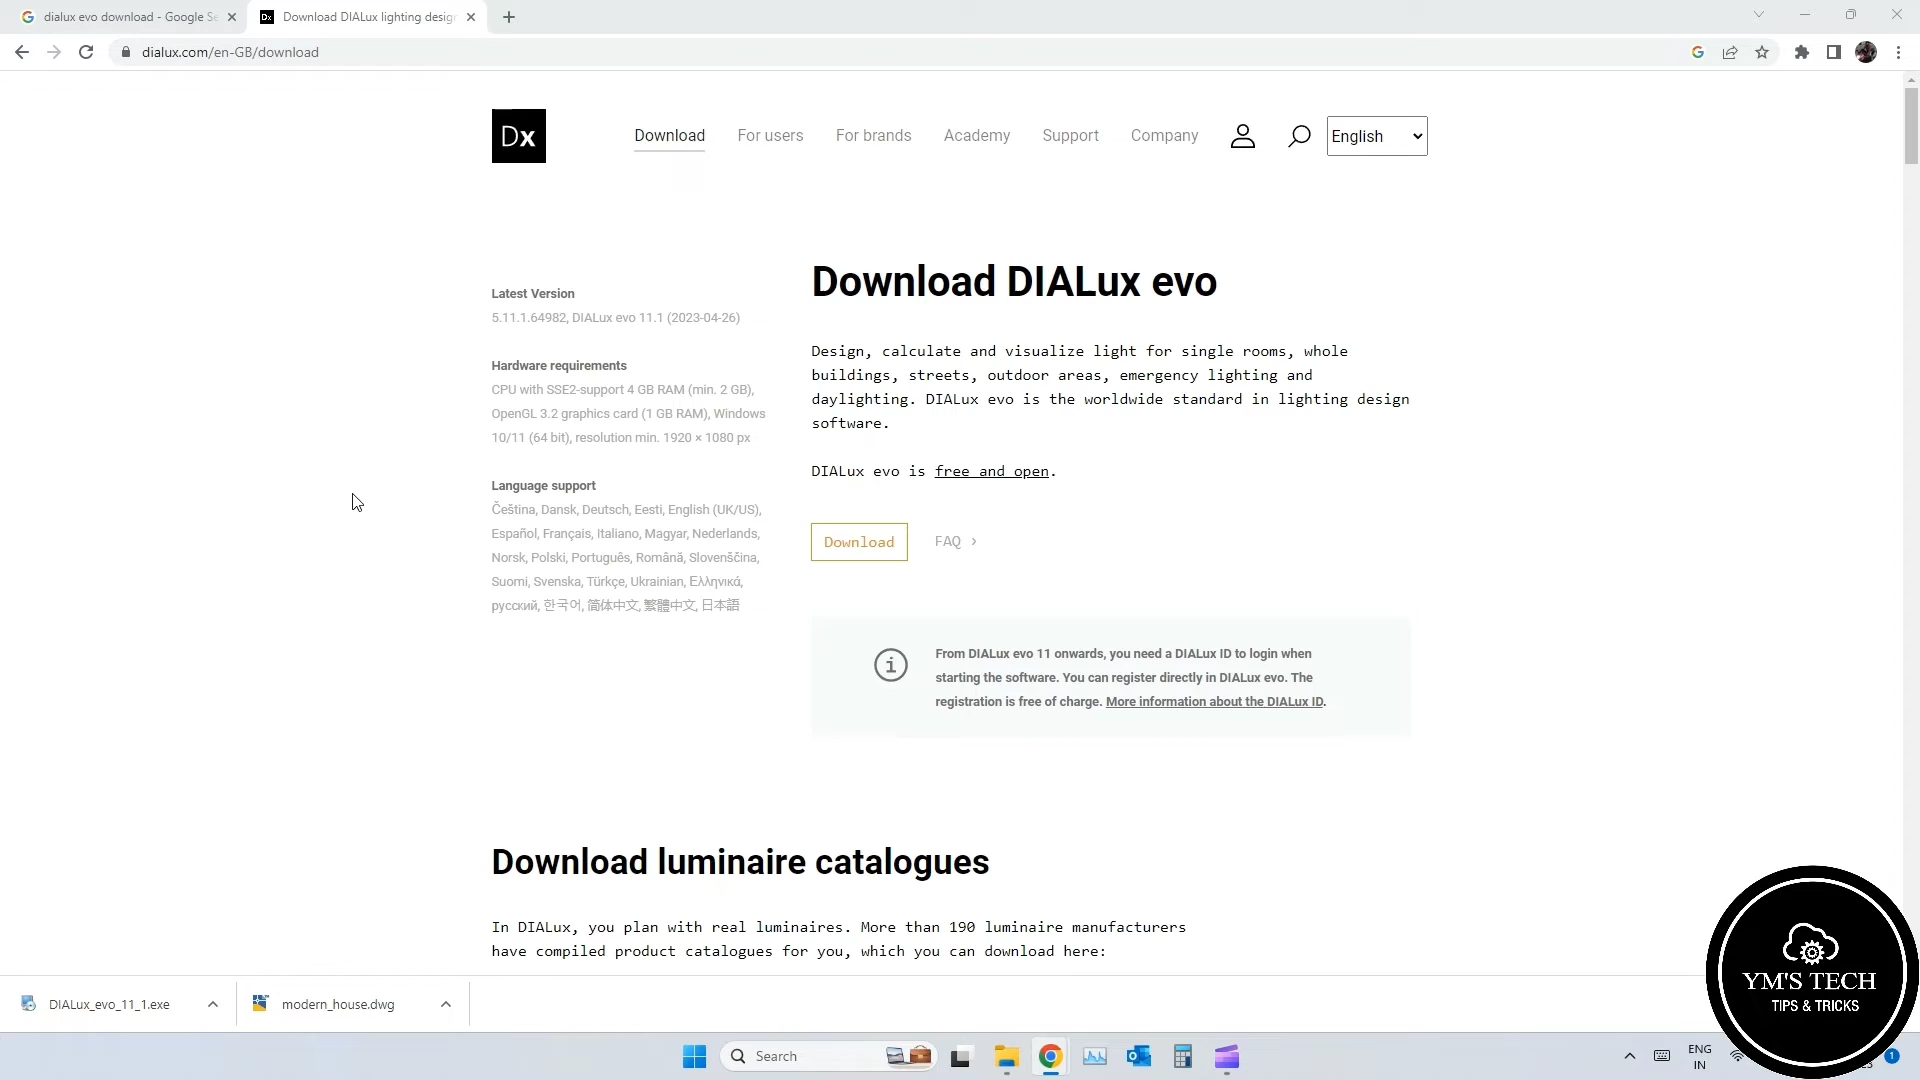 dialux evo download - Google Se
Download DIALux lighting design
dialux.com/en-GB/download
Dx
Download
For users
For brands
Academy
Support
Company
English
Latest Version
5.11.1.64982, DIALux evo 11.1 (2023-04-26)
Hardware requirements
CPU with SSE2-support 4 GB RAM (min. 2 GB),
OpenGL 3.2 graphics card (1 GB RAM), Windows
10/11 (64 bit), resolution min. 1920 × 1080 px
Language support
Čeština, Dansk, Deutsch, Eesti, English (UK/US),
Español, Français, Italiano, Magyar, Nederlands,
Norsk, Polski, Português, Română, Slovenščina,
Suomi, Svenska, Türkçe, Ukrainian, Ελληνικά,
русский, 한국어, 简体中文, 繁體中文, 日本語
Download DIALux evo
Design, calculate and visualize light for single rooms, whole
buildings, streets, outdoor areas, emergency lighting and
daylighting. DIALux evo is the worldwide standard in lighting design
software.
DIALux evo is free and open.
Download
FAQ ›
From DIALux evo 11 onwards, you need a DIALux ID to login when
starting the software. You can register directly in DIALux evo. The
registration is free of charge. More information about the DIALux ID.
Download luminaire catalogues
In DIALux, you plan with real luminaires. More than 190 luminaire manufacturers
have compiled product catalogues for you, which you can download here:
DIALux_evo_11_1.exe
modern_house.dwg
YM'S TECH
TIPS & TRICKS
Search
ENG
IN
1